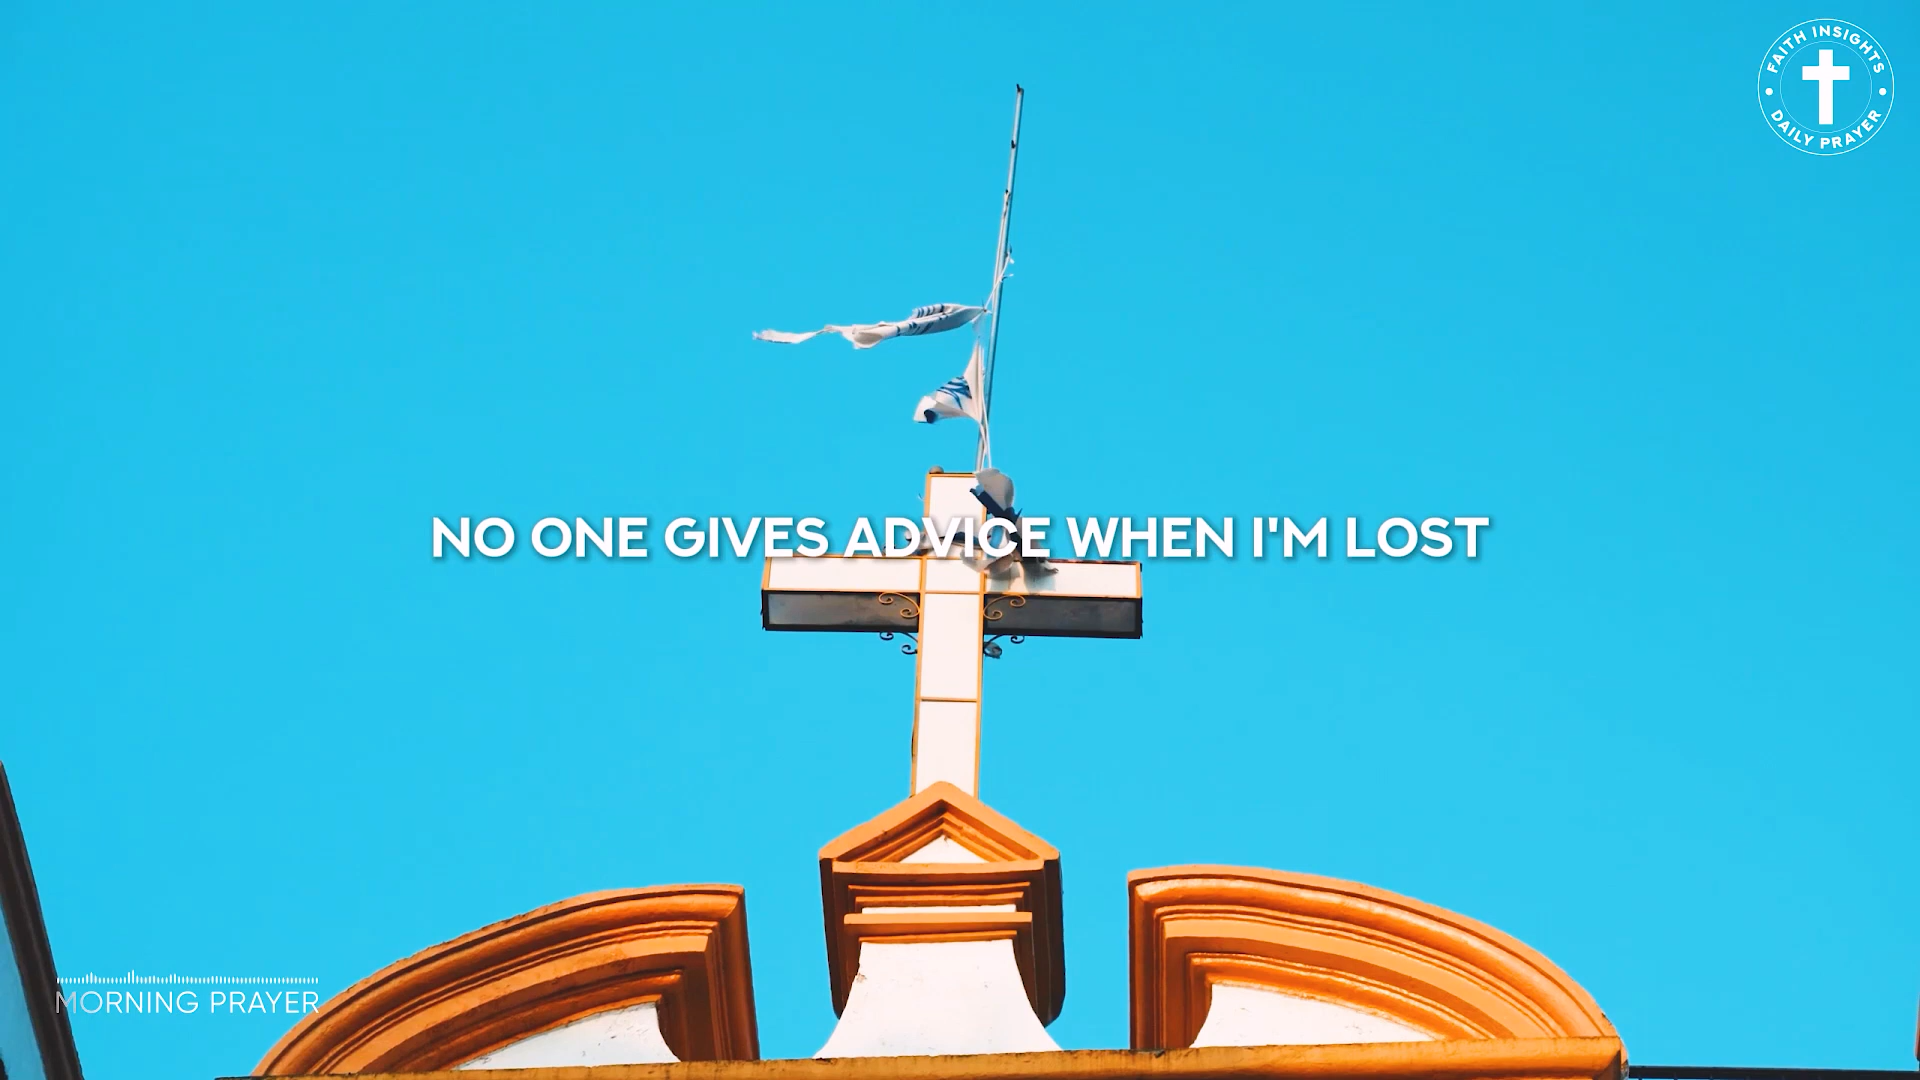 FAITH INSIGHTS
DAILY PRAYER
NO ONE GIVES ADVICE WHEN I'M LOST
MORNING PRAYER